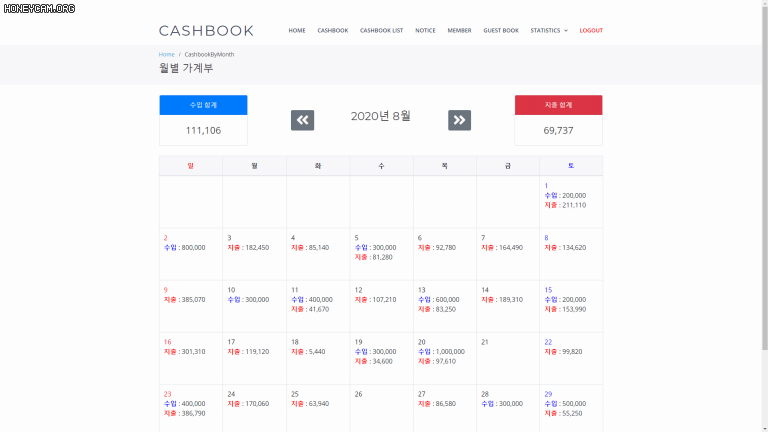 HONEYCAM.ORG
CASHBOOK HOME CASHBOOK CASHBOOK LIST NOTICE MEMBER GUEST BOOK STATISTICS LOGOUT
Home / CashbookByMonth
월별 가계부
수입 합계
111,106
2020년 8월
지출 합계
69,737
일 월 화 수 목 금 토
1
수입 : 200,000
지출 : 211,110
2 3 4 5 6 7 8
수입 : 800,000 지출 : 182,450 지출 : 85,140 수입 : 300,000 지출 : 92,780 지출 : 164,490 지출 : 134,620
지출 : 81,280
9 10 11 12 13 14 15
지출 : 385,070 수입 : 300,000 수입 : 400,000 지출 : 107,210 수입 : 600,000 지출 : 189,310 수입 : 200,000
지출 : 41,670 지출 : 83,250 지출 : 153,990
16 17 18 19 20 21 22
지출 : 301,310 지출 : 119,120 지출 : 5,440 수입 : 300,000 수입 : 1,000,000 지출 : 99,820
지출 : 34,600 지출 : 97,610
23 24 25 26 27 28 29
수입 : 400,000 지출 : 170,060 지출 : 63,940 지출 : 86,580 수입 : 300,000 수입 : 500,000
지출 : 386,790 지출 : 55,250